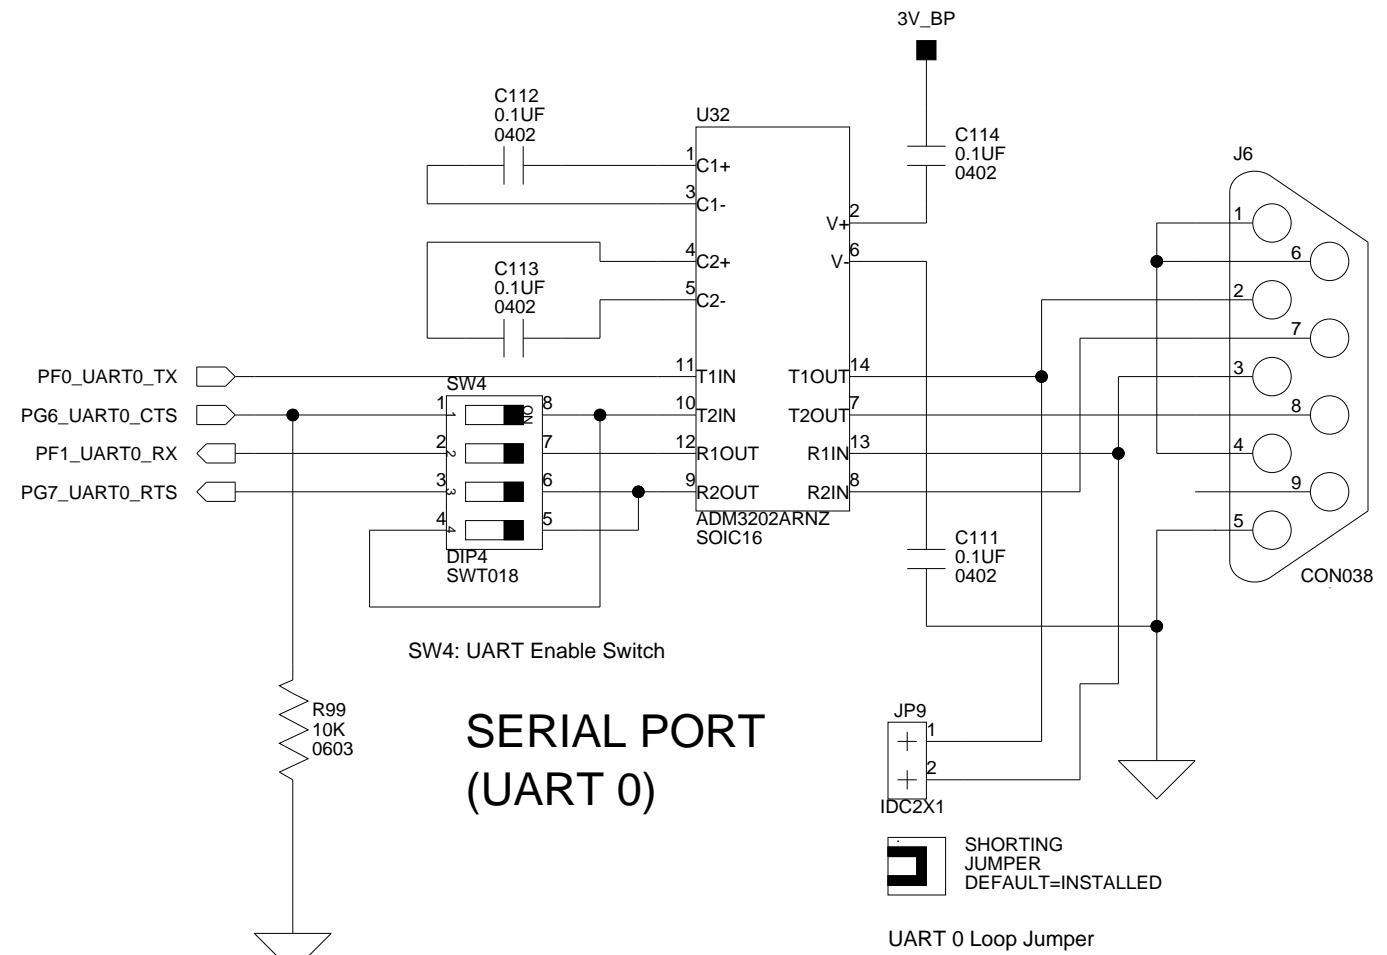 3V_BP
C112
0.1UF
0402
U32
C114
0.1UF
0402
J6
1
C1+
3
C1-
2
V+
4
C2+
6
V-
C113
0.1UF
0402
5
C2-
1
6
2
7
3
8
4
9
5
CON038
PF0_UART0_TX
11
T1IN
T1OUT
14
SW4
PG6_UART0_CTS
1
1
ON
8
10
T2IN
T2OUT
7
PF1_UART0_RX
2
2
7
12
R1OUT
R1IN
13
PG7_UART0_RTS
3
3
6
9
R2OUT
R2IN
8
4
4
5
ADM3202ARNZ
SOIC16
DIP4
SWT018
C111
0.1UF
0402
SW4: UART Enable Switch
R99
10K
0603
SERIAL PORT
(UART 0)
JP9
1
2
IDC2X1
SHORTING
JUMPER
DEFAULT=INSTALLED
UART 0 Loop Jumper